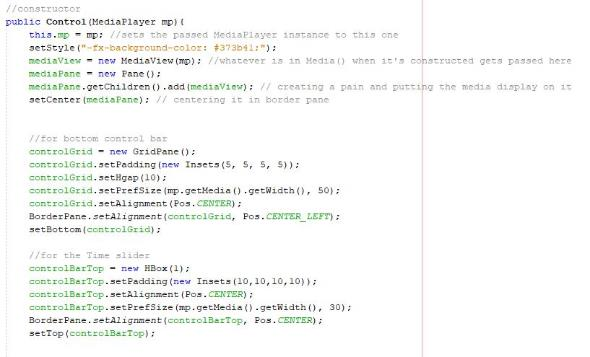 //constructor
public Control(MediaPlayer mp){
this.mp = mp; //sets the passed MediaPlayer instance to this one
setStyle("-fx-background-color: #373b41;");
mediaView = new MediaView(mp); //whatever is in Media() when it's constructed gets passed here
mediaPane = new Pane();
mediaPane.getChildren().add(mediaView); // creating a pain and putting the media display on it
setCenter(mediaPane); // centering it in border pane
//for bottom control bar
controlGrid = new GridPane();
controlGrid.setPadding(new Insets(5, 5, 5, 5));
controlGrid.setHgap(10);
controlGrid.setPrefSize(mp.getMedia().getWidth(), 50);
controlGrid.setAlignment(Pos.CENTER);
BorderPane.setAlignment(controlGrid, Pos.CENTER_LEFT);
setBottom(controlGrid);
//for the Time slider
controlBarTop = new HBox(1);
controlBarTop.setPadding(new Insets(10,10,10,10));
controlBarTop.setAlignment(Pos.CENTER);
controlBarTop.setPrefSize(mp.getMedia().getWidth(), 30);
BorderPane.setAlignment(controlBarTop, Pos.CENTER);
setTop(controlBarTop);